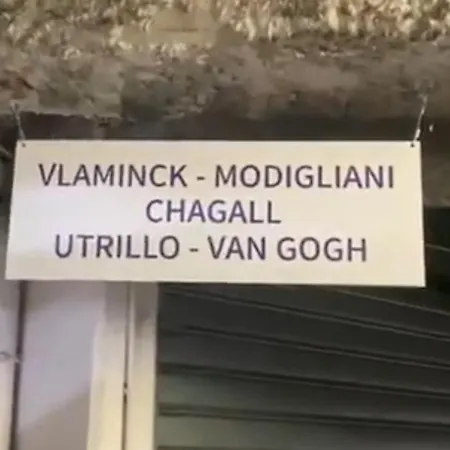 VLAMINCK - MODIGLIANI
CHAGALL
UTRILLO - VAN GOGH